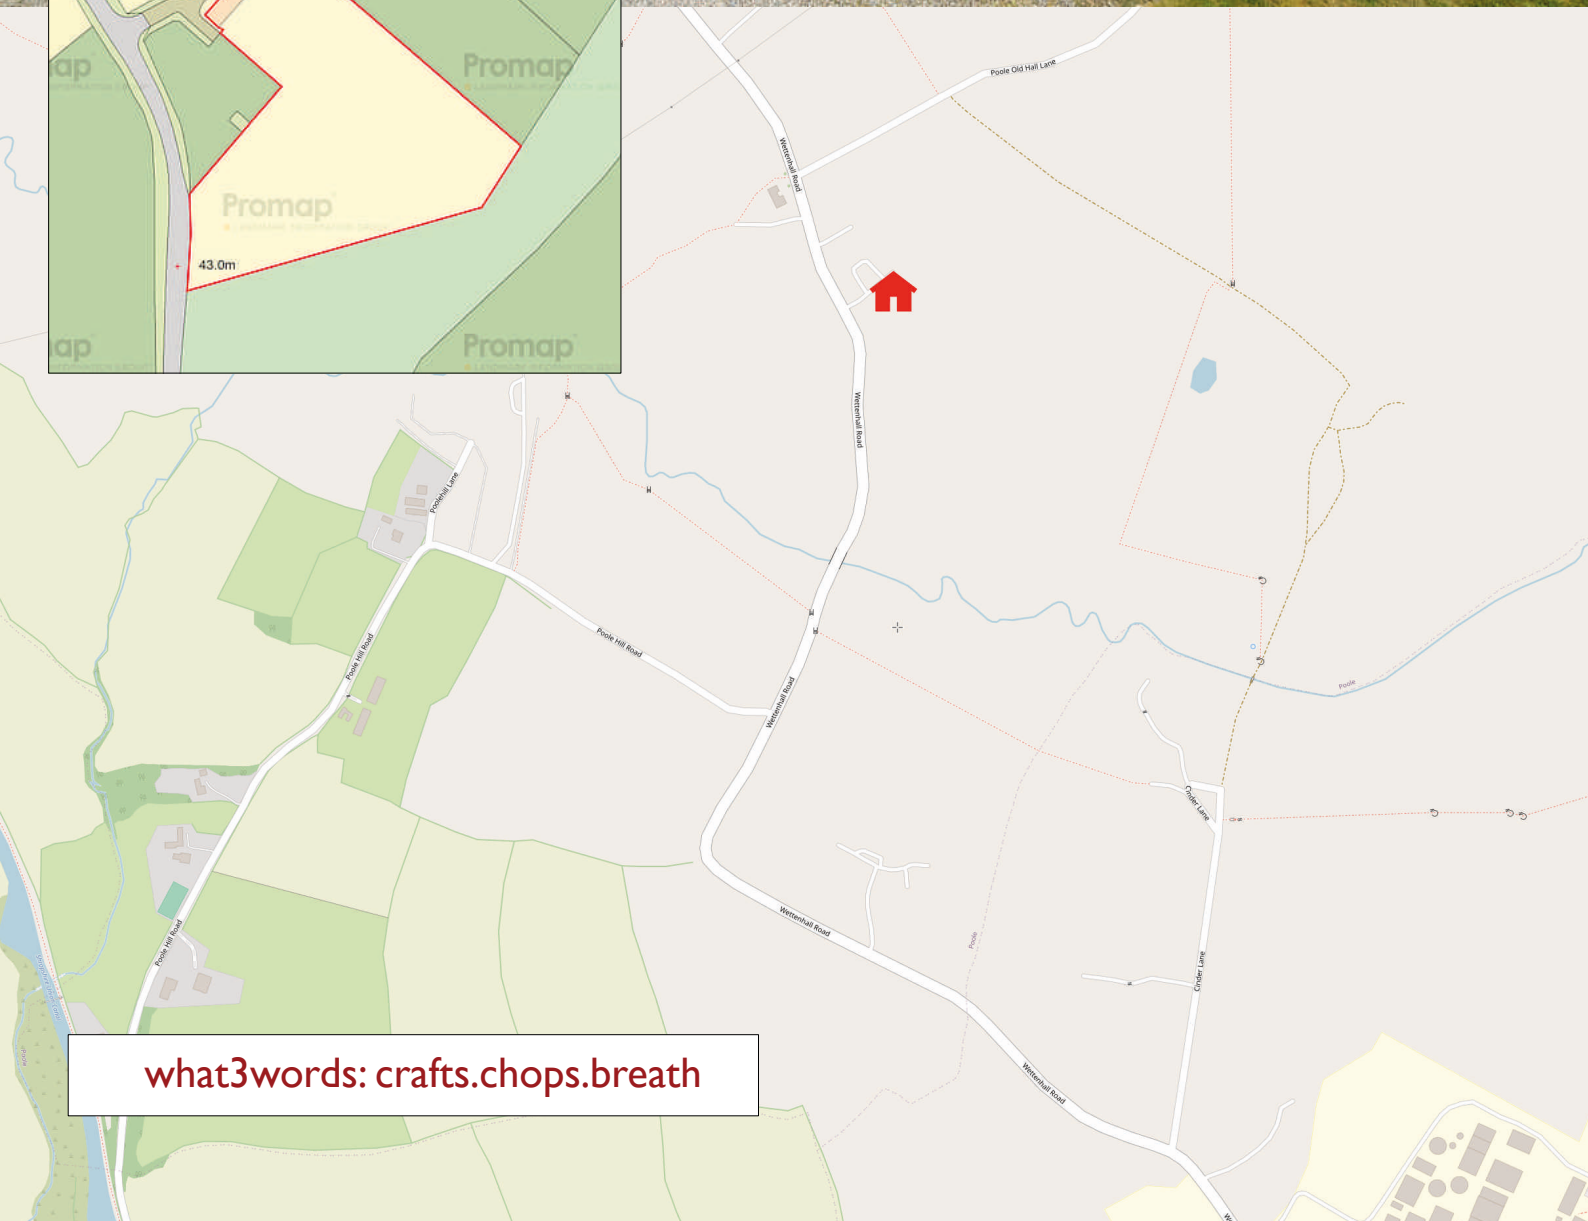 Promap
Promap
43.0m
Promap
Poole Old Hall Lane
Wettenhall Road
Wettenhall Road
Poolehill Lane
Poole Hill Road
Poole Hill Road
Wettenhall Road
Poole
Cinder Lane
Wettenhall Road
Poole
Poole Hill Road
Cinder Lane
what3words: crafts.chops.breath
Wettenhall Road